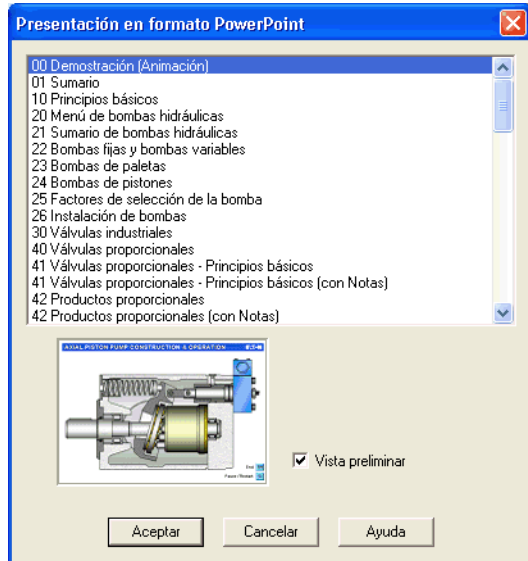 Presentación en formato PowerPoint
00 Demostración (Animación)
01 Sumario
10 Principios básicos
20 Menú de bombas hidráulicas
21 Sumario de bombas hidráulicas
22 Bombas fijas y bombas variables
23 Bombas de paletas
24 Bombas de pistones
25 Factores de selección de la bomba
26 Instalación de bombas
30 Válvulas industriales
40 Válvulas proporcionales
41 Válvulas proporcionales - Principios básicos
41 Válvulas proporcionales - Principios básicos (con Notas)
42 Productos proporcionales
42 Productos proporcionales (con Notas)
AXIAL PISTON PUMP CONSTRUCTION & OPERATION
Vista preliminar
Aceptar
Cancelar
Ayuda